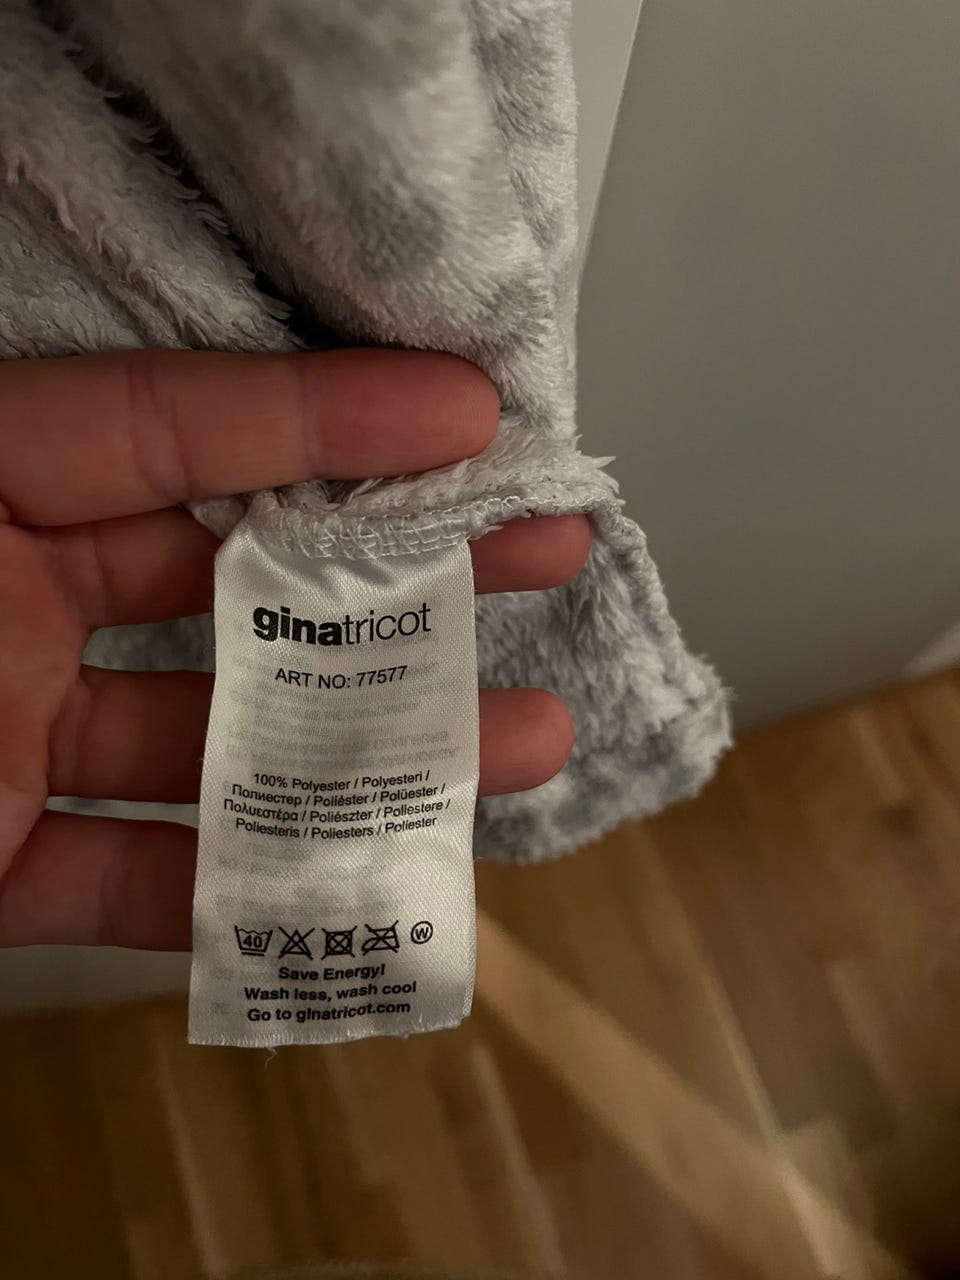 ginatricot
ART NO: 77577
100% Polyester / Polyesteri /
Полиестер / Poliéster / Polüester /
Πολυεστέρα / Poliészter / Poliestere /
Poliesteris / Poliesters / Poliester
40
W
Save Energy!
Wash less, wash cool
Go to ginatricot.com